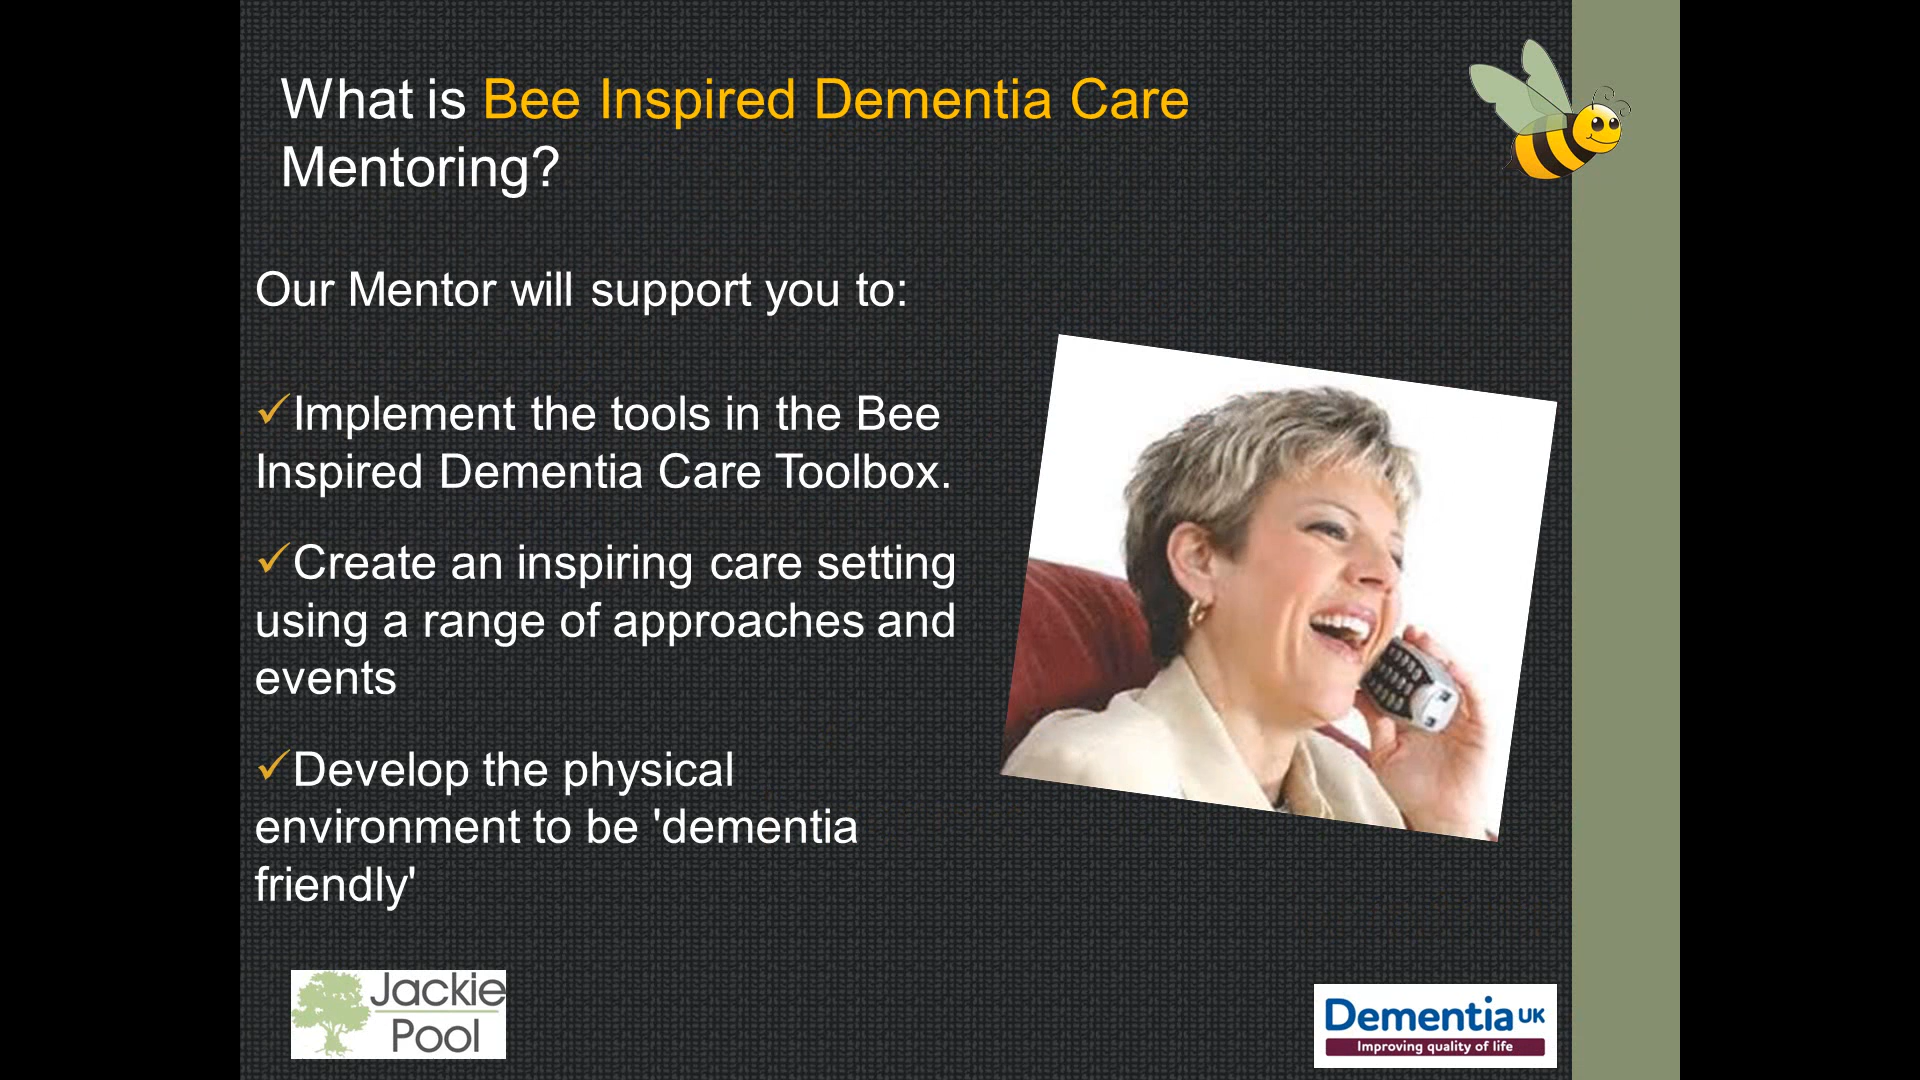 What is Bee Inspired Dementia Care
Mentoring?
Our Mentor will support you to:
✓Implement the tools in the Bee
Inspired Dementia Care Toolbox.
✓Create an inspiring care setting
using a range of approaches and
events
✓Develop the physical
environment to be 'dementia
friendly'
Jackie
Pool
Dementia UK
Improving quality of life